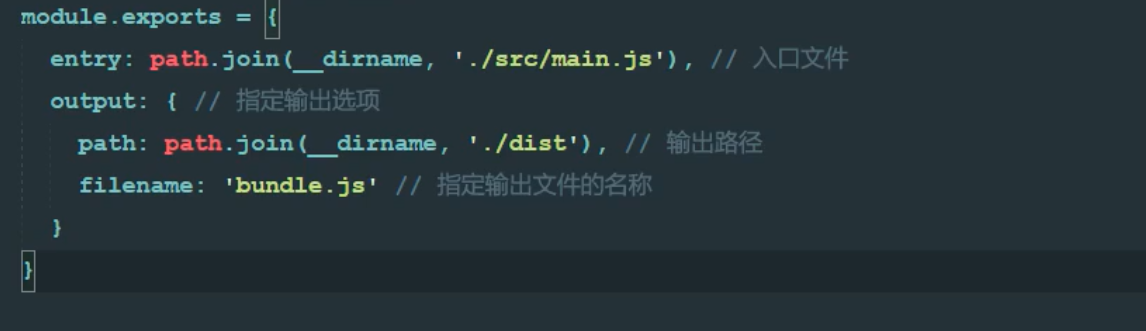 module.exports = {
entry: path.join(__dirname, './src/main.js'), // 入口文件
output: { // 指定输出选项
path: path.join(__dirname, './dist'), // 输出路径
filename: 'bundle.js' // 指定输出文件的名称
}
}